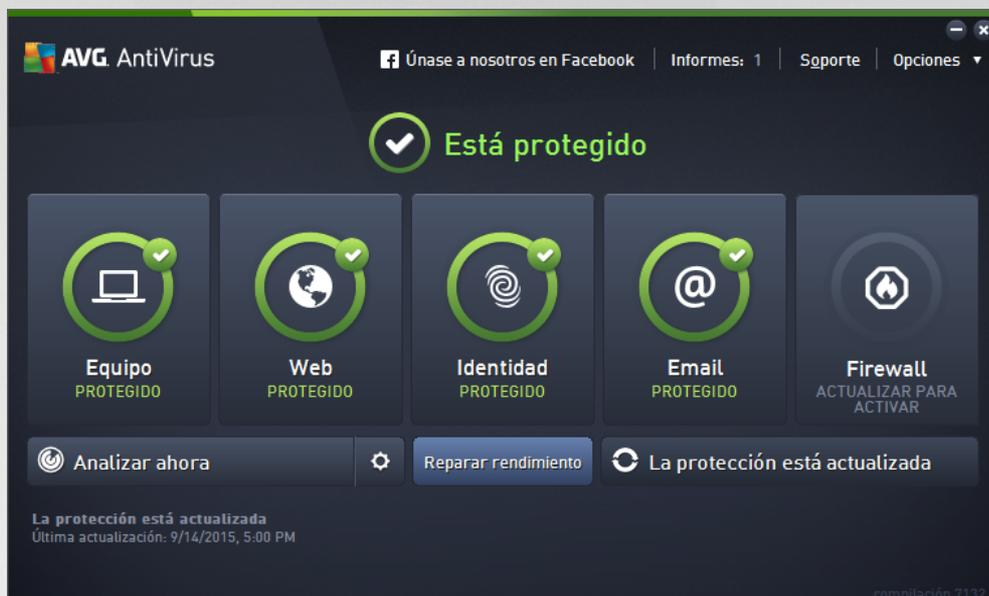 AVG. AntiVirus
Únase a nosotros en Facebook
Informes: 1
Soporte
Opciones
Está protegido
Equipo
PROTEGIDO
Web
PROTEGIDO
Identidad
PROTEGIDO
@
Email
PROTEGIDO
Firewall
ACTUALIZAR PARA
ACTIVAR
Analizar ahora
Reparar rendimiento
La protección está actualizada
La protección está actualizada
Última actualización: 9/14/2015, 5:00 PM
compilación 7132